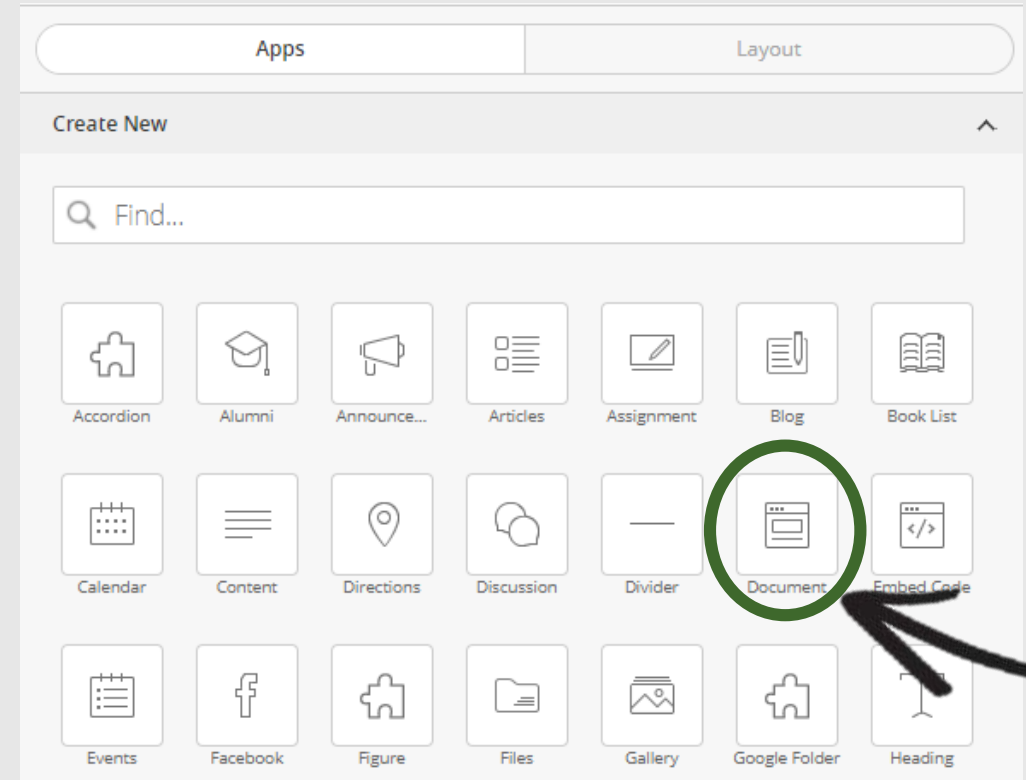 Apps Layout
Create New
Find...
Accordion Alumni Announce... Articles Assignment Blog Book List
Calendar Content Directions Discussion Divider Document Embed Code
Events Facebook Figure Files Gallery Google Folder Heading